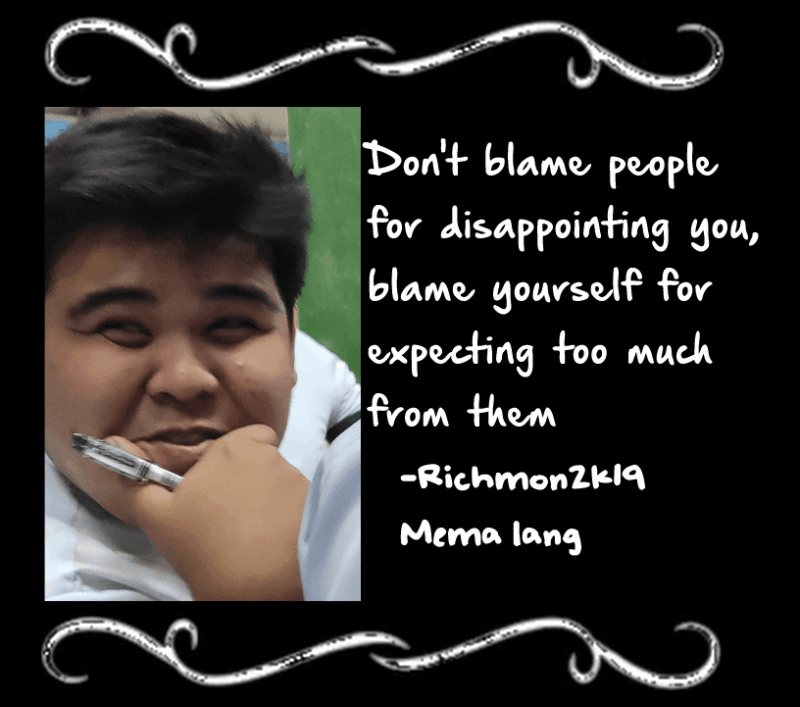 Don't blame people
for disappointing you,
blame yourself for
expecting too much
from them
-Richmon2k19
Mema lang